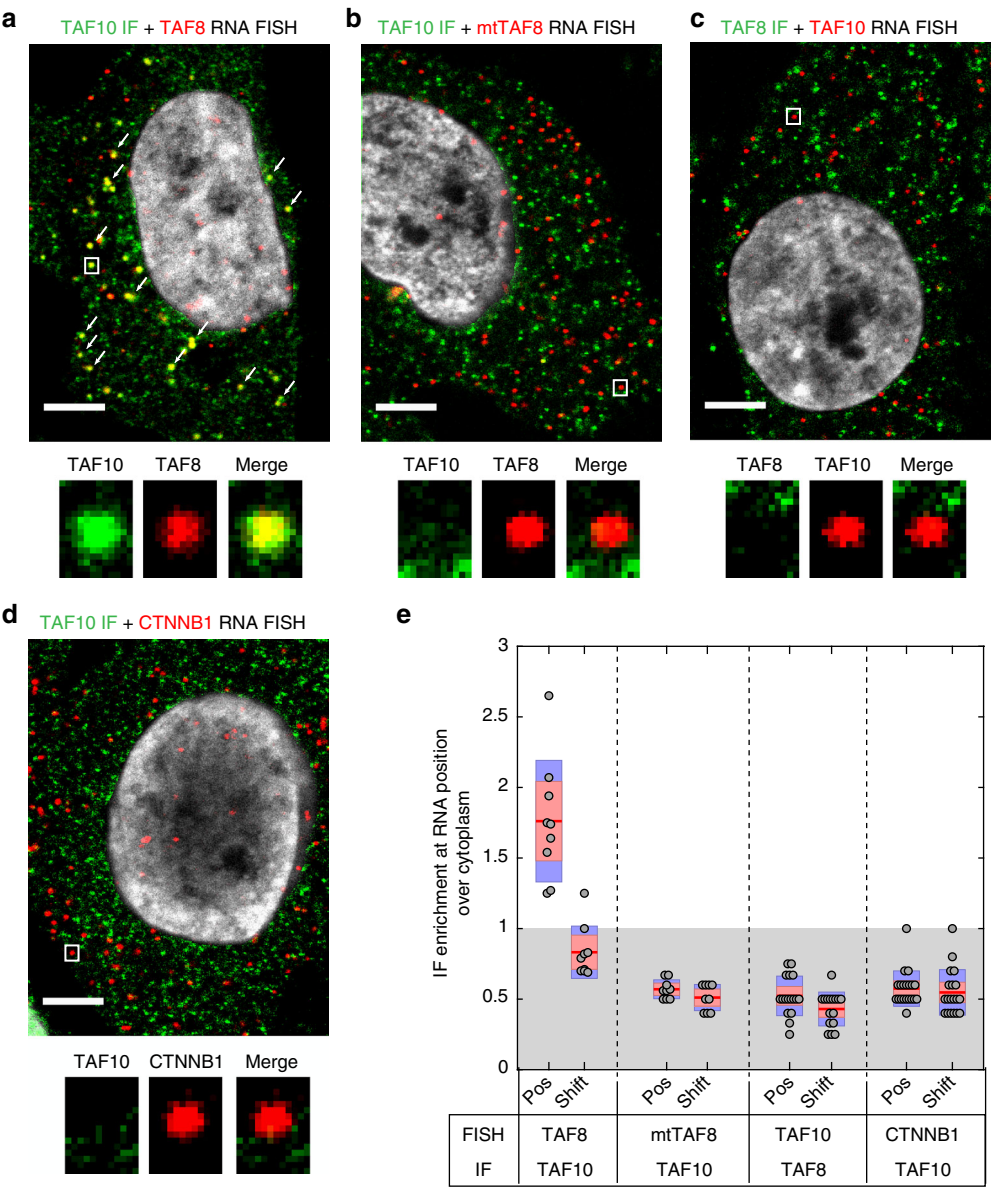 a
TAF10 IF + TAF8 RNA FISH
TAF10 TAF8 Merge
b
TAF10 IF + mtTAF8 RNA FISH
TAF10 TAF8 Merge
c
TAF8 IF + TAF10 RNA FISH
TAF8 TAF10 Merge
d
TAF10 IF + CTNNB1 RNA FISH
TAF10 CTNNB1 Merge
e
IF enrichment at RNA position
over cytoplasm
3
2.5
2
1.5
1
0.5
0
Pos Shift Pos Shift Pos Shift Pos Shift
FISH TAF8 mtTAF8 TAF10 CTNNB1
IF TAF10 TAF10 TAF8 TAF10